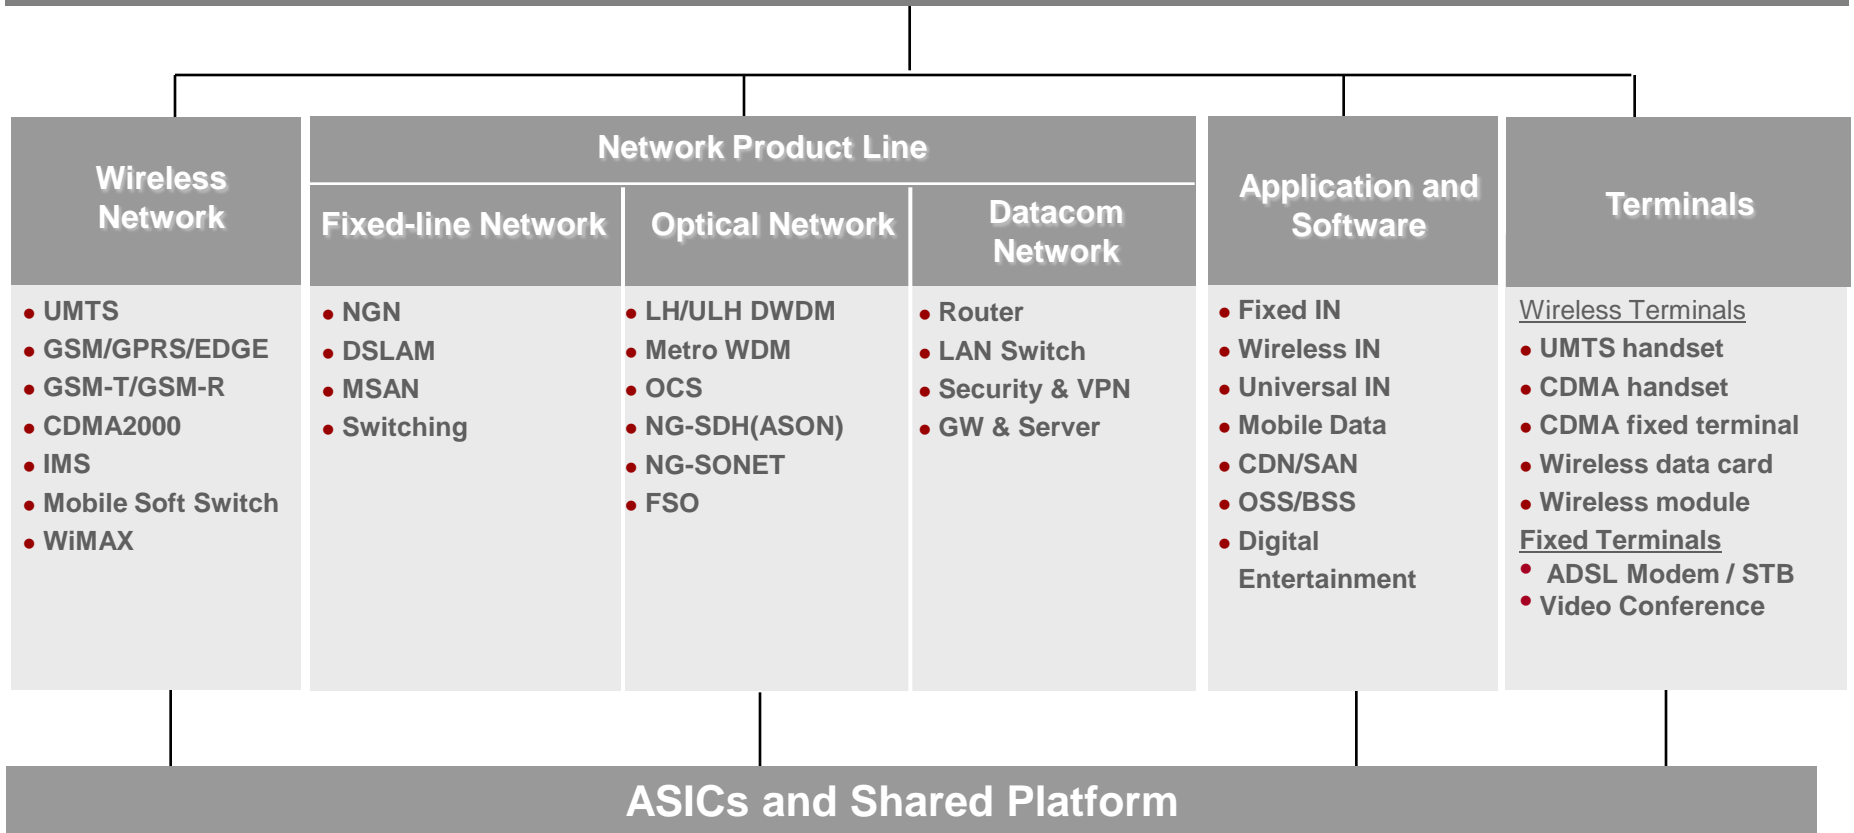 Wireless
Network
Network Product Line
Fixed-line Network
Optical Network
Datacom
Network
Application and
Software
Terminals
UMTS
GSM/GPRS/EDGE
GSM-T/GSM-R
CDMA2000
IMS
Mobile Soft Switch
WiMAX
NGN
DSLAM
MSAN
Switching
LH/ULH DWDM
Metro WDM
OCS
NG-SDH(ASON)
NG-SONET
FSO
Router
LAN Switch
Security & VPN
GW & Server
Fixed IN
Wireless IN
Universal IN
Mobile Data
CDN/SAN
OSS/BSS
Digital
Entertainment
Wireless Terminals
UMTS handset
CDMA handset
CDMA fixed terminal
Wireless data card
Wireless module
Fixed Terminals
ADSL Modem / STB
Video Conference
ASICs and Shared Platform